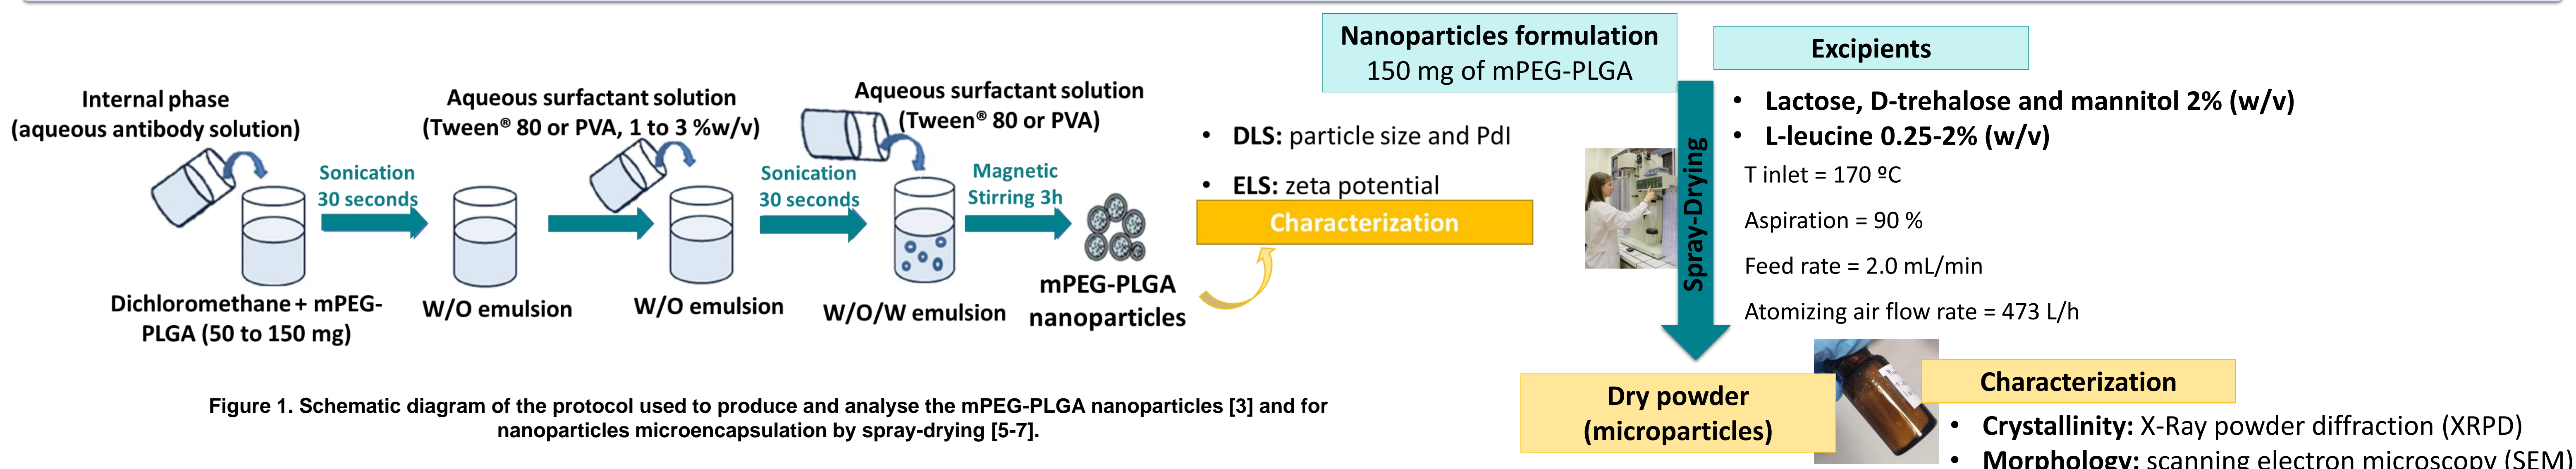 Internal phase
(aqueous antibody solution)
Sonication
30 seconds
Dichloromethane + mPEG-
PLGA (50 to 150 mg)
W/O emulsion
Aqueous surfactant solution
(Tween® 80 or PVA, 1 to 3 %w/v)
W/O emulsion
Sonication
30 seconds
Aqueous surfactant solution
(Tween® 80 or PVA)
W/O/W emulsion
Magnetic
Stirring 3h
mPEG-PLGA
nanoparticles
• DLS: particle size and PdI
• ELS: zeta potential
Characterization
Figure 1. Schematic diagram of the protocol used to produce and analyse the mPEG-PLGA nanoparticles [3] and for
nanoparticles microencapsulation by spray-drying [5-7].
Nanoparticles formulation
150 mg of mPEG-PLGA
Spray-Drying
Excipients
• Lactose, D-trehalose and mannitol 2% (w/v)
• L-leucine 0.25-2% (w/v)
T inlet = 170 ºC
Aspiration = 90 %
Feed rate = 2.0 mL/min
Atomizing air flow rate = 473 L/h
Dry powder
(microparticles)
Characterization
• Crystallinity: X-Ray powder diffraction (XRPD)
• Morphology: scanning electron microscopy (SEM)